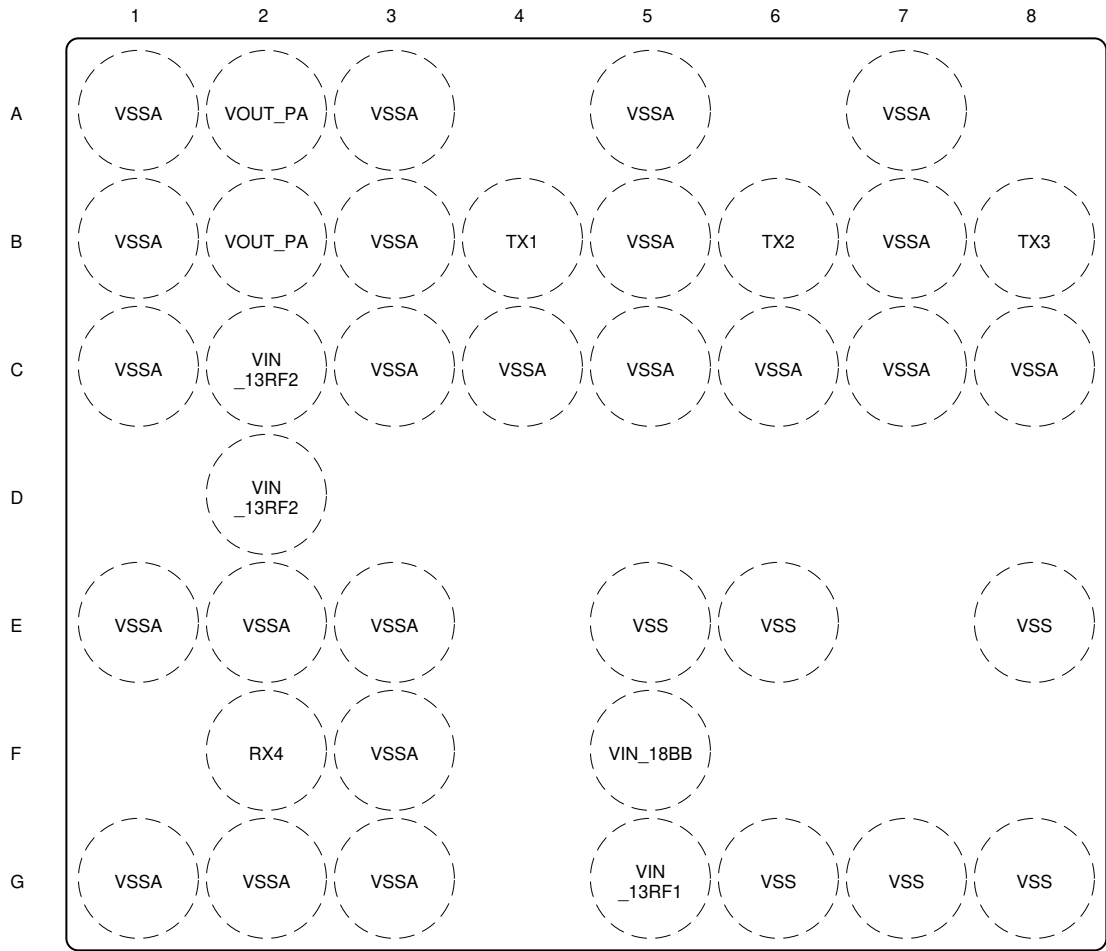 1 2 3 4 5 6 7 8
A VSSA VOUT_PA VSSA VSSA VSSA
B VSSA VOUT_PA VSSA TX1 VSSA TX2 VSSA TX3
C VSSA VIN _13RF2 VSSA VSSA VSSA VSSA VSSA VSSA
D VIN _13RF2
E VSSA VSSA VSSA VSS VSS VSS
F RX4 VSSA VIN_18BB
G VSSA VSSA VSSA VIN _13RF1 VSS VSS VSS